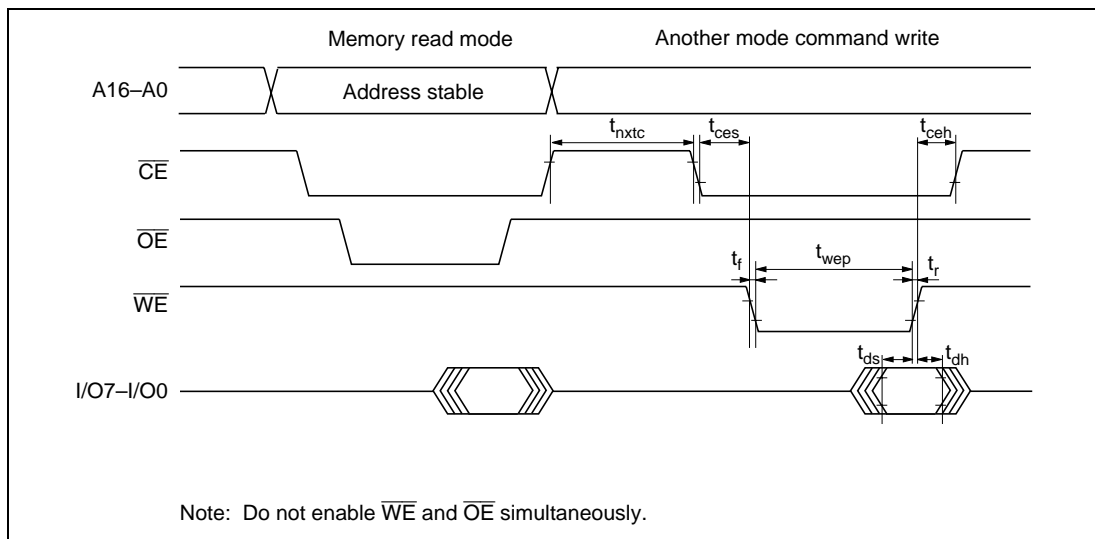 Memory read mode
Another mode command write
A16–A0
Address stable
tnxtc
tces
tceh
CE
OE
tf
twep
tr
WE
tds
tdh
I/O7–I/O0
Note: Do not enable WE and OE simultaneously.